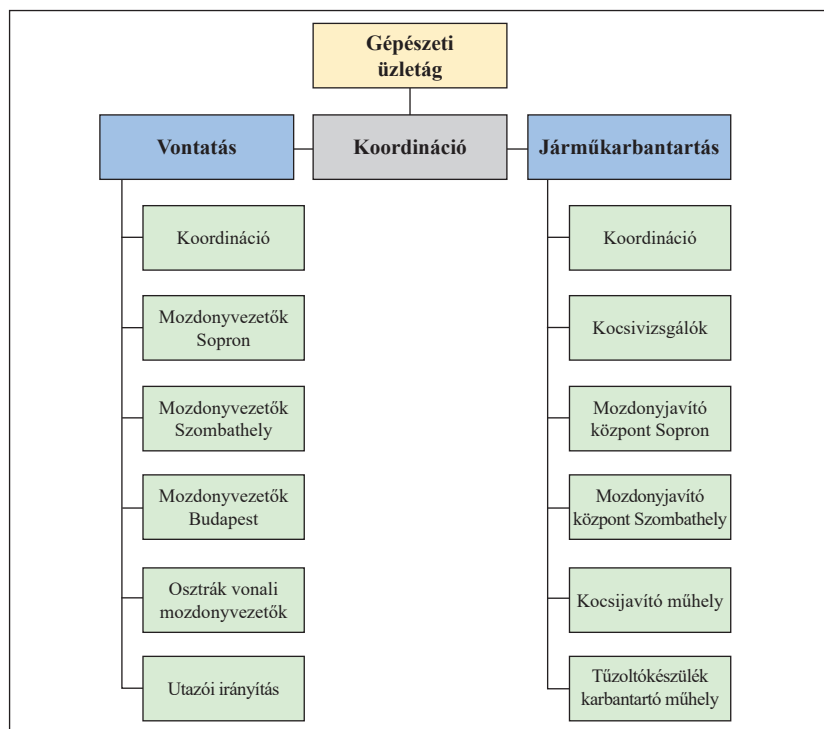 Gépészeti
üzletág
Vontatás
Koordináció
Járműkarbantartás
Koordináció
Mozdonyvezetők
Sopron
Mozdonyvezetők
Szombathely
Mozdonyvezetők
Budapest
Osztrák vonali
mozdonyvezetők
Utazói irányítás
Koordináció
Kocsivizsgálók
Mozdonyjavító
központ Sopron
Mozdonyjavító
központ Szombathely
Kocsijavító műhely
Tűzoltókészülék
karbantartó műhely